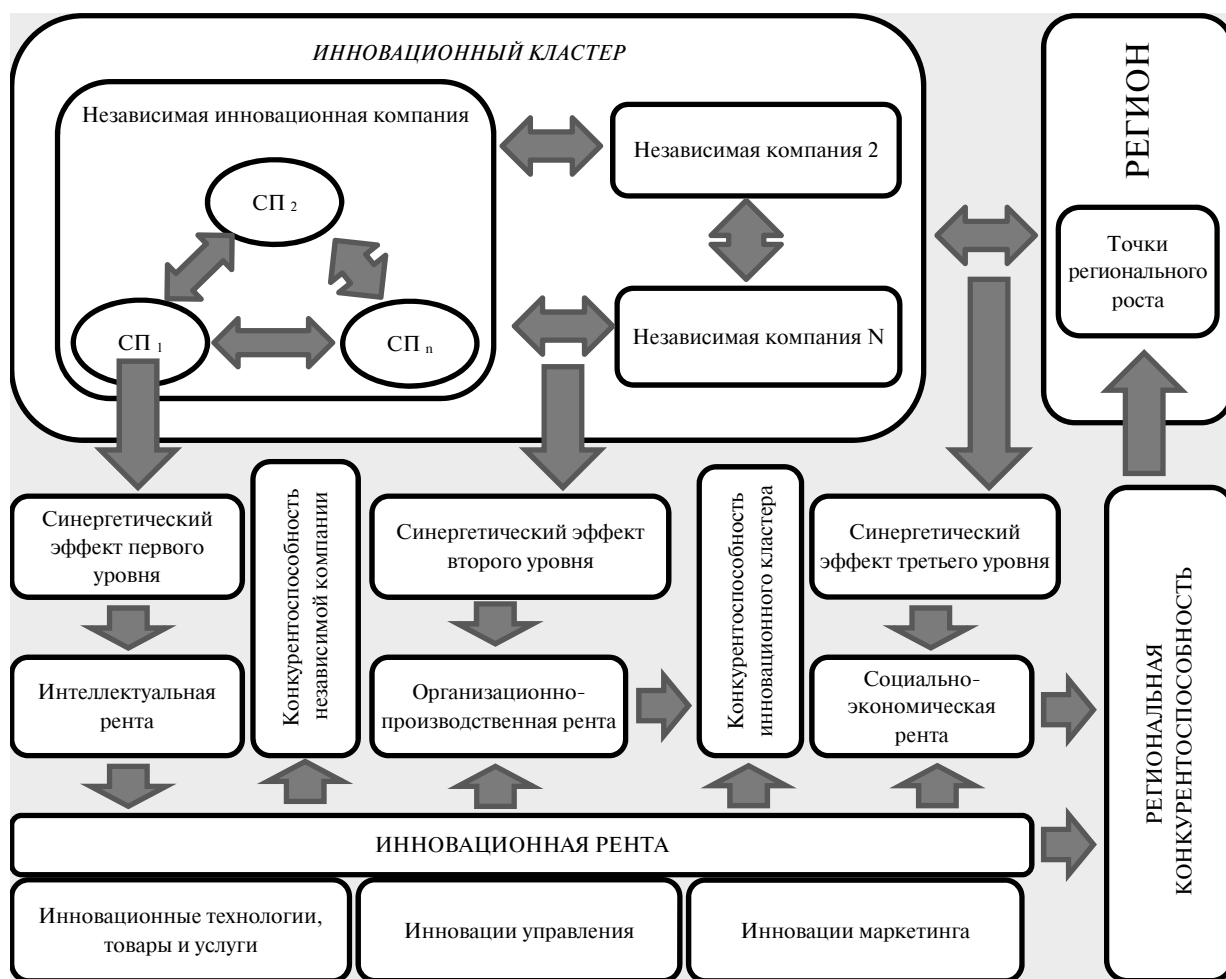 ИННОВАЦИОННЫЙ КЛАСТЕР
Независимая инновационная компания
СП 2
СП 1
СП n
Независимая компания 2
Независимая компания N
РЕГИОН
Точки
регионального
роста
Синергетический
эффект первого
уровня
Конкурентоспособность
независимой компании
Синергетический эффект
второго уровня
Конкурентоспособность
инновационного кластера
Синергетический
эффект третьего уровня
Интеллектуальная
рента
Организационно-
производственная рента
Социально-
экономическая
рента
РЕГИОНАЛЬНАЯ
КОНКУРЕНТОСПОСОБНОСТЬ
ИННОВАЦИОННАЯ РЕНТА
Инновационные технологии,
товары и услуги
Инновации управления
Инновации маркетинга